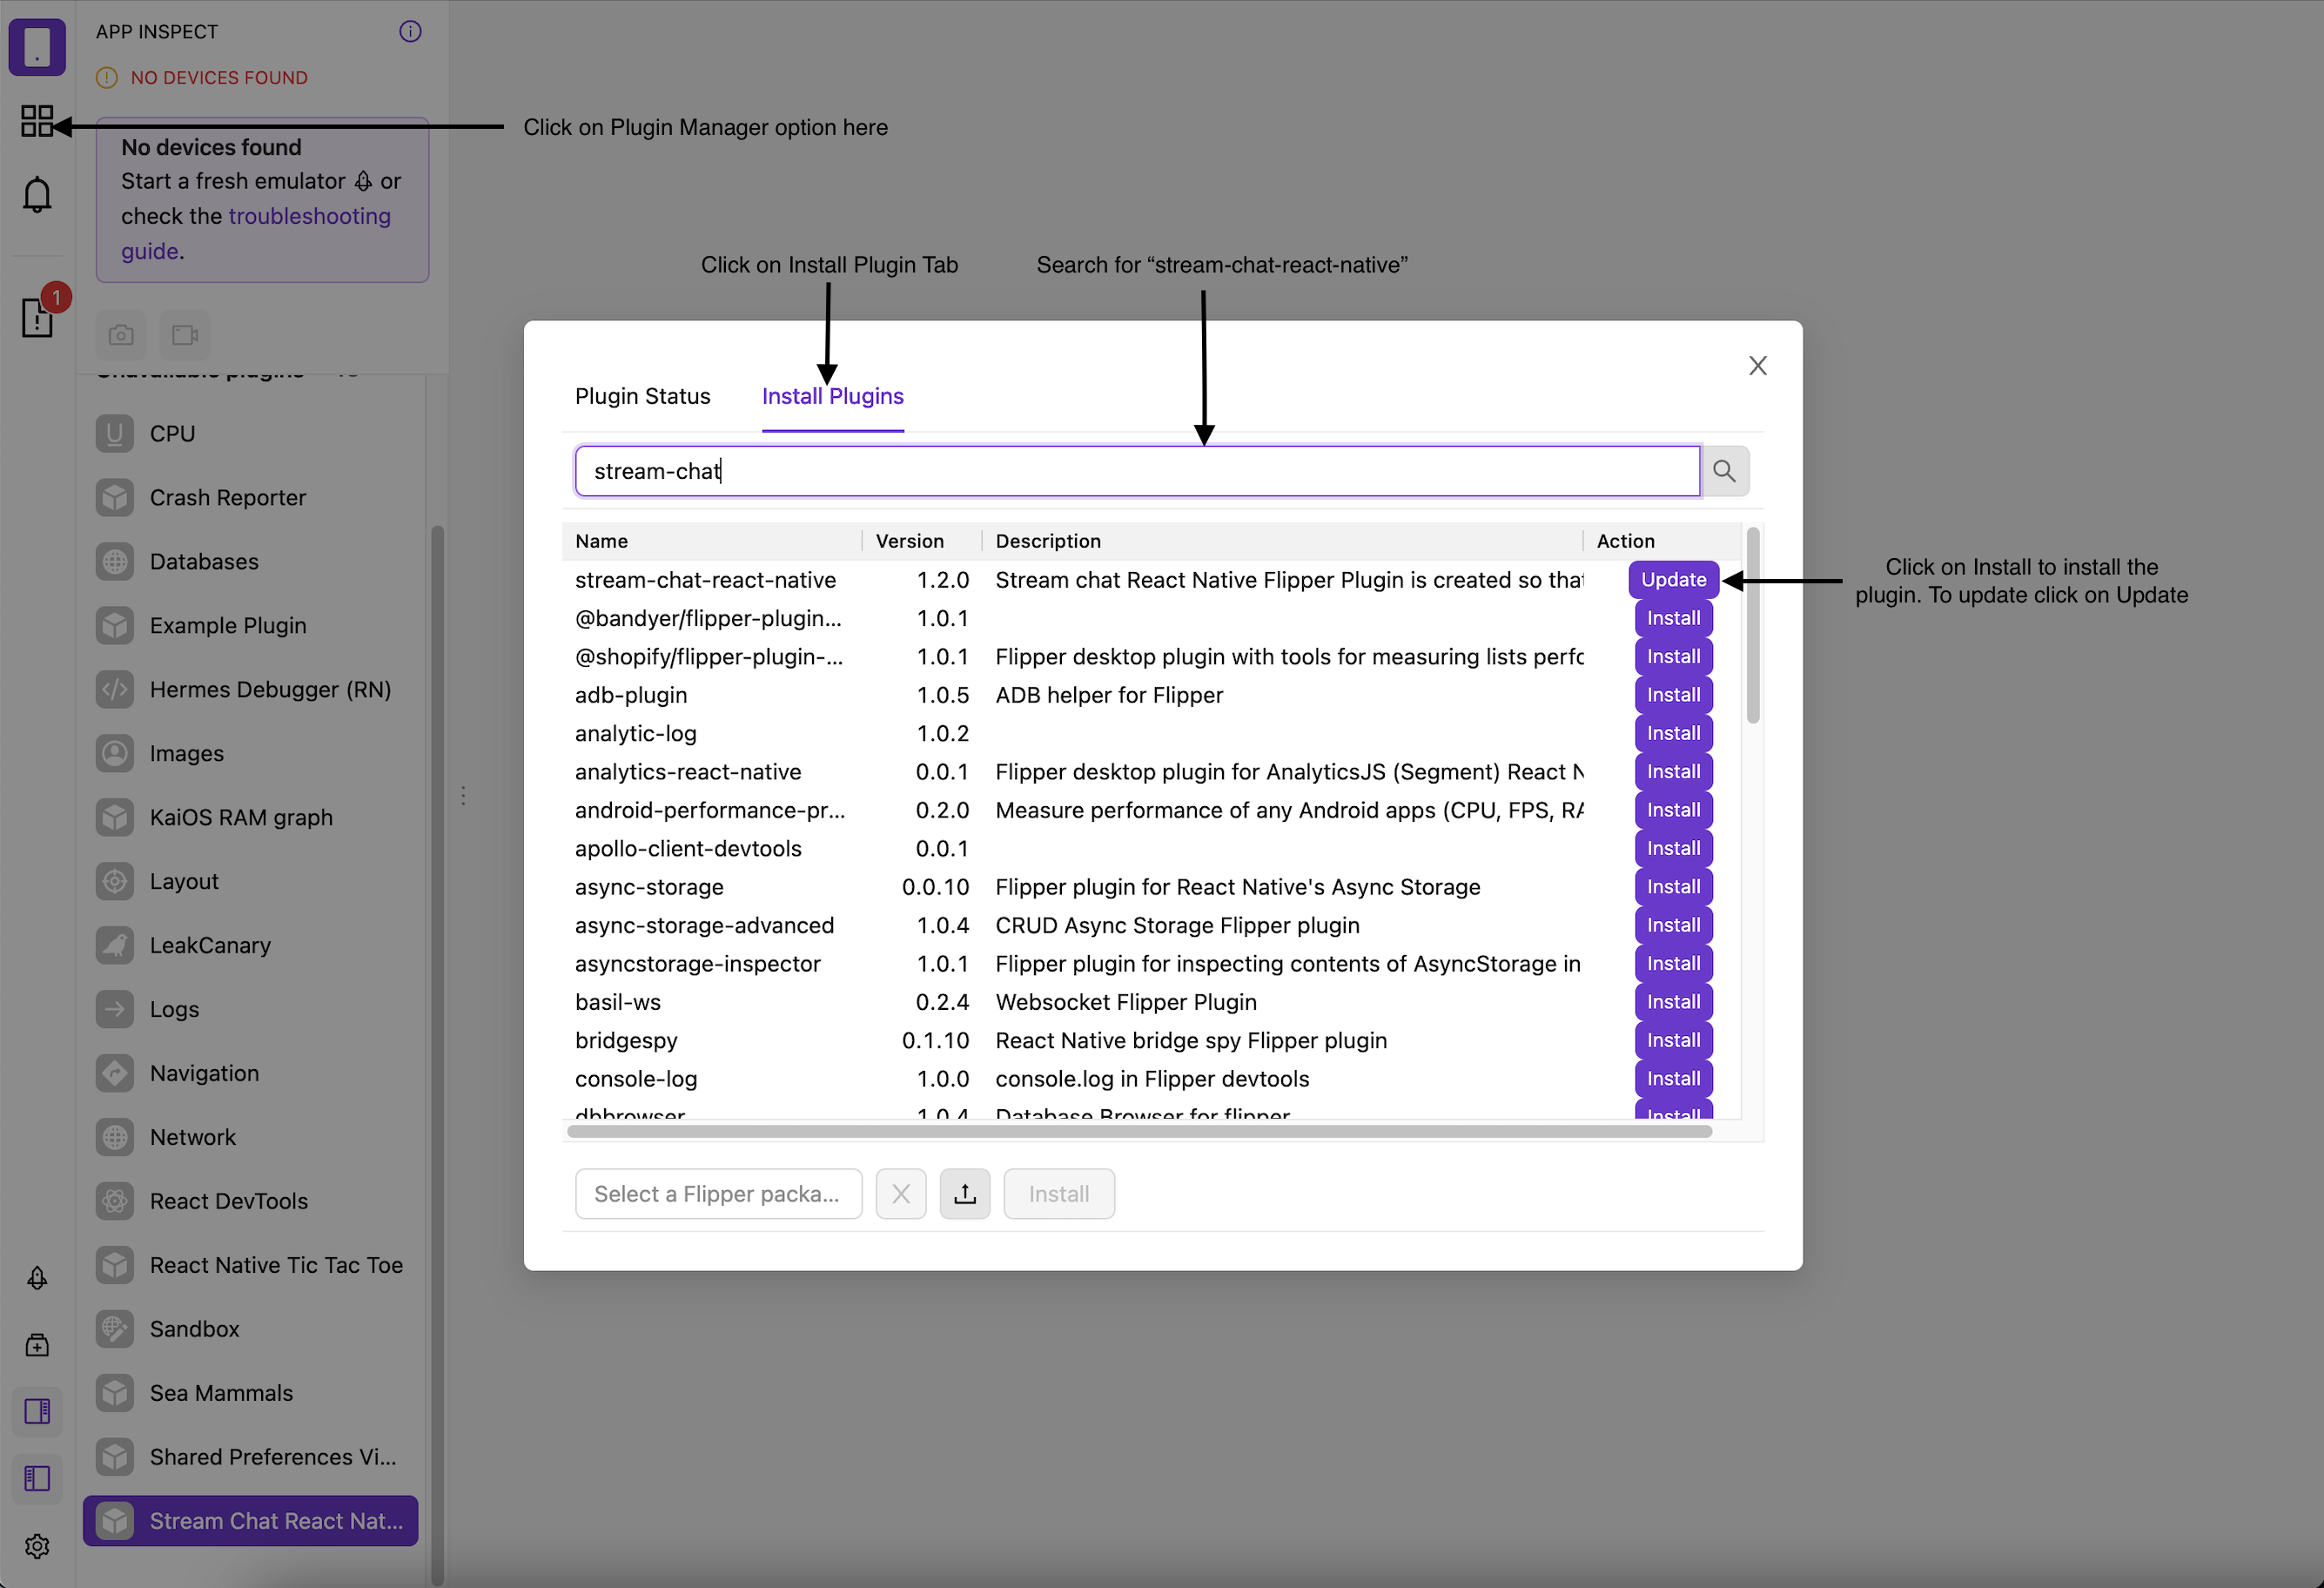 APP INSPECT
NO DEVICES FOUND
No devices found
Start a fresh emulator or
check the troubleshooting
guide.
1
Unavailable plugins
CPU
Crash Reporter
Databases
Example Plugin
Hermes Debugger (RN)
Images
KaiOS RAM graph
Layout
LeakCanary
Logs
Navigation
Network
React DevTools
React Native Tic Tac Toe
Sandbox
Sea Mammals
Shared Preferences Vi...
Stream Chat React Nat...
Click on Plugin Manager option here
Click on Install Plugin Tab
Search for “stream-chat-react-native”
Plugin Status Install Plugins
stream-chat
Name Version Description Action
stream-chat-react-native 1.2.0 Stream chat React Native Flipper Plugin is created so that Update
@bandyer/flipper-plugin... 1.0.1 Install
@shopify/flipper-plugin-... 1.0.1 Flipper desktop plugin with tools for measuring lists perfo Install
adb-plugin 1.0.5 ADB helper for Flipper Install
analytic-log 1.0.2 Install
analytics-react-native 0.0.1 Flipper desktop plugin for AnalyticsJS (Segment) React N Install
android-performance-pr... 0.2.0 Measure performance of any Android apps (CPU, FPS, RA Install
apollo-client-devtools 0.0.1 Install
async-storage 0.0.10 Flipper plugin for React Native's Async Storage Install
async-storage-advanced 1.0.4 CRUD Async Storage Flipper plugin Install
asyncstorage-inspector 1.0.1 Flipper plugin for inspecting contents of AsyncStorage in Install
basil-ws 0.2.4 Websocket Flipper Plugin Install
bridgespy 0.1.10 React Native bridge spy Flipper plugin Install
console-log 1.0.0 console.log in Flipper devtools Install
dbbrowser 1.0.4 Database Browser for flipper Install
Select a Flipper packa... Install
Click on Install to install the
plugin. To update click on Update